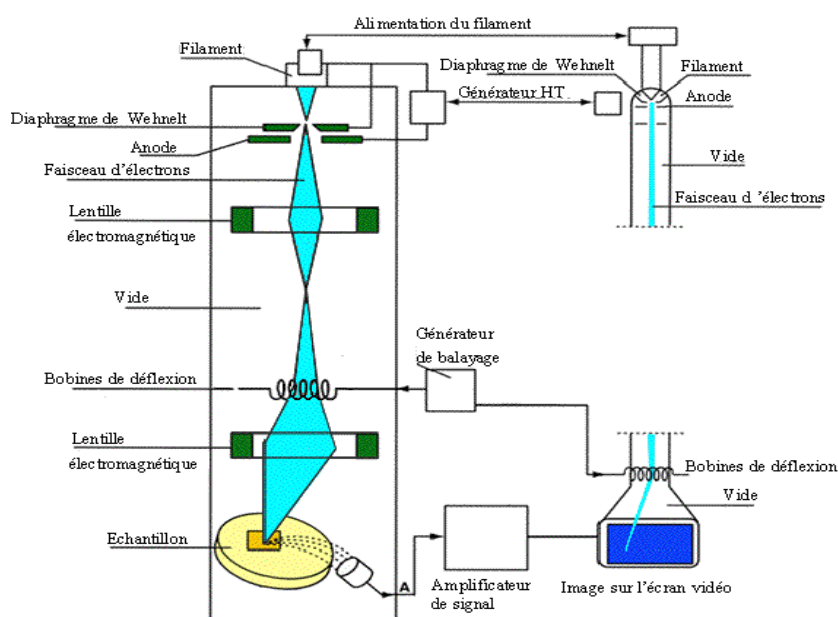 Alimentation du filament
Filament
Diaphragme de Wehnelt
Filament
Générateur HT
Anode
Diaphragme de Wehnelt
Anode
Vide
Faisceau d'électrons
Faisceau d 'électrons
Lentille
électromagnétique
Vide
Générateur
de balayage
Bobines de déflexion
Lentille
électromagnétique
Bobines de déflexion
Vide
Echantillon
A
Amplificateur
de signal
Image sur l'écran vidéo